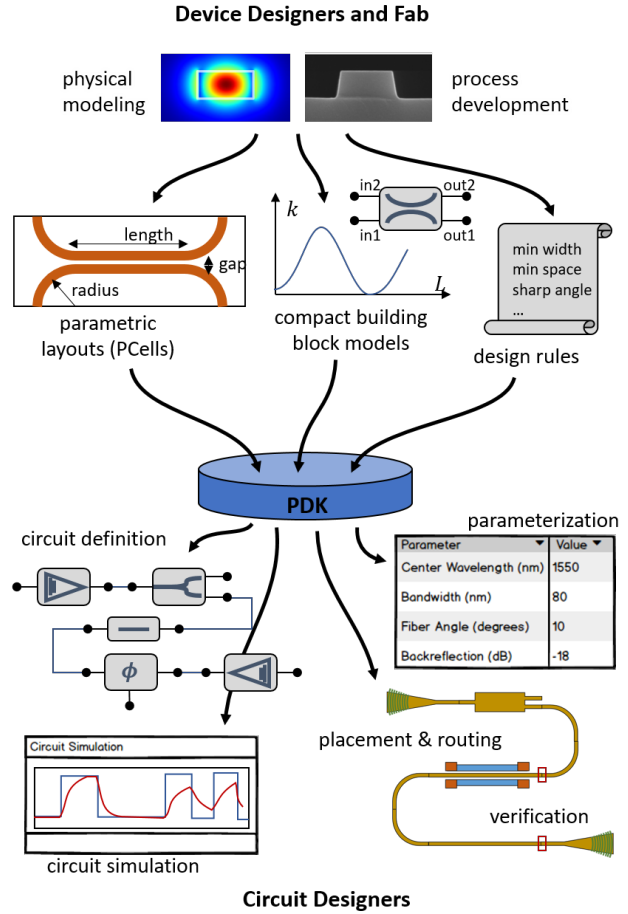 Device Designers and Fab
physical
modeling
process
development
length
gap
radius
parametric
layouts (PCells)
k
in2
out2
in1
out1
L
compact building
block models
min width
min space
sharp angle
...
design rules
PDK
circuit definition
ϕ
parameterization
Parameter Value
Center Wavelength (nm) 1550
Bandwidth (nm) 80
Fiber Angle (degrees) 10
Backreflection (dB) -18
Circuit Simulation
circuit simulation
placement & routing
verification
Circuit Designers